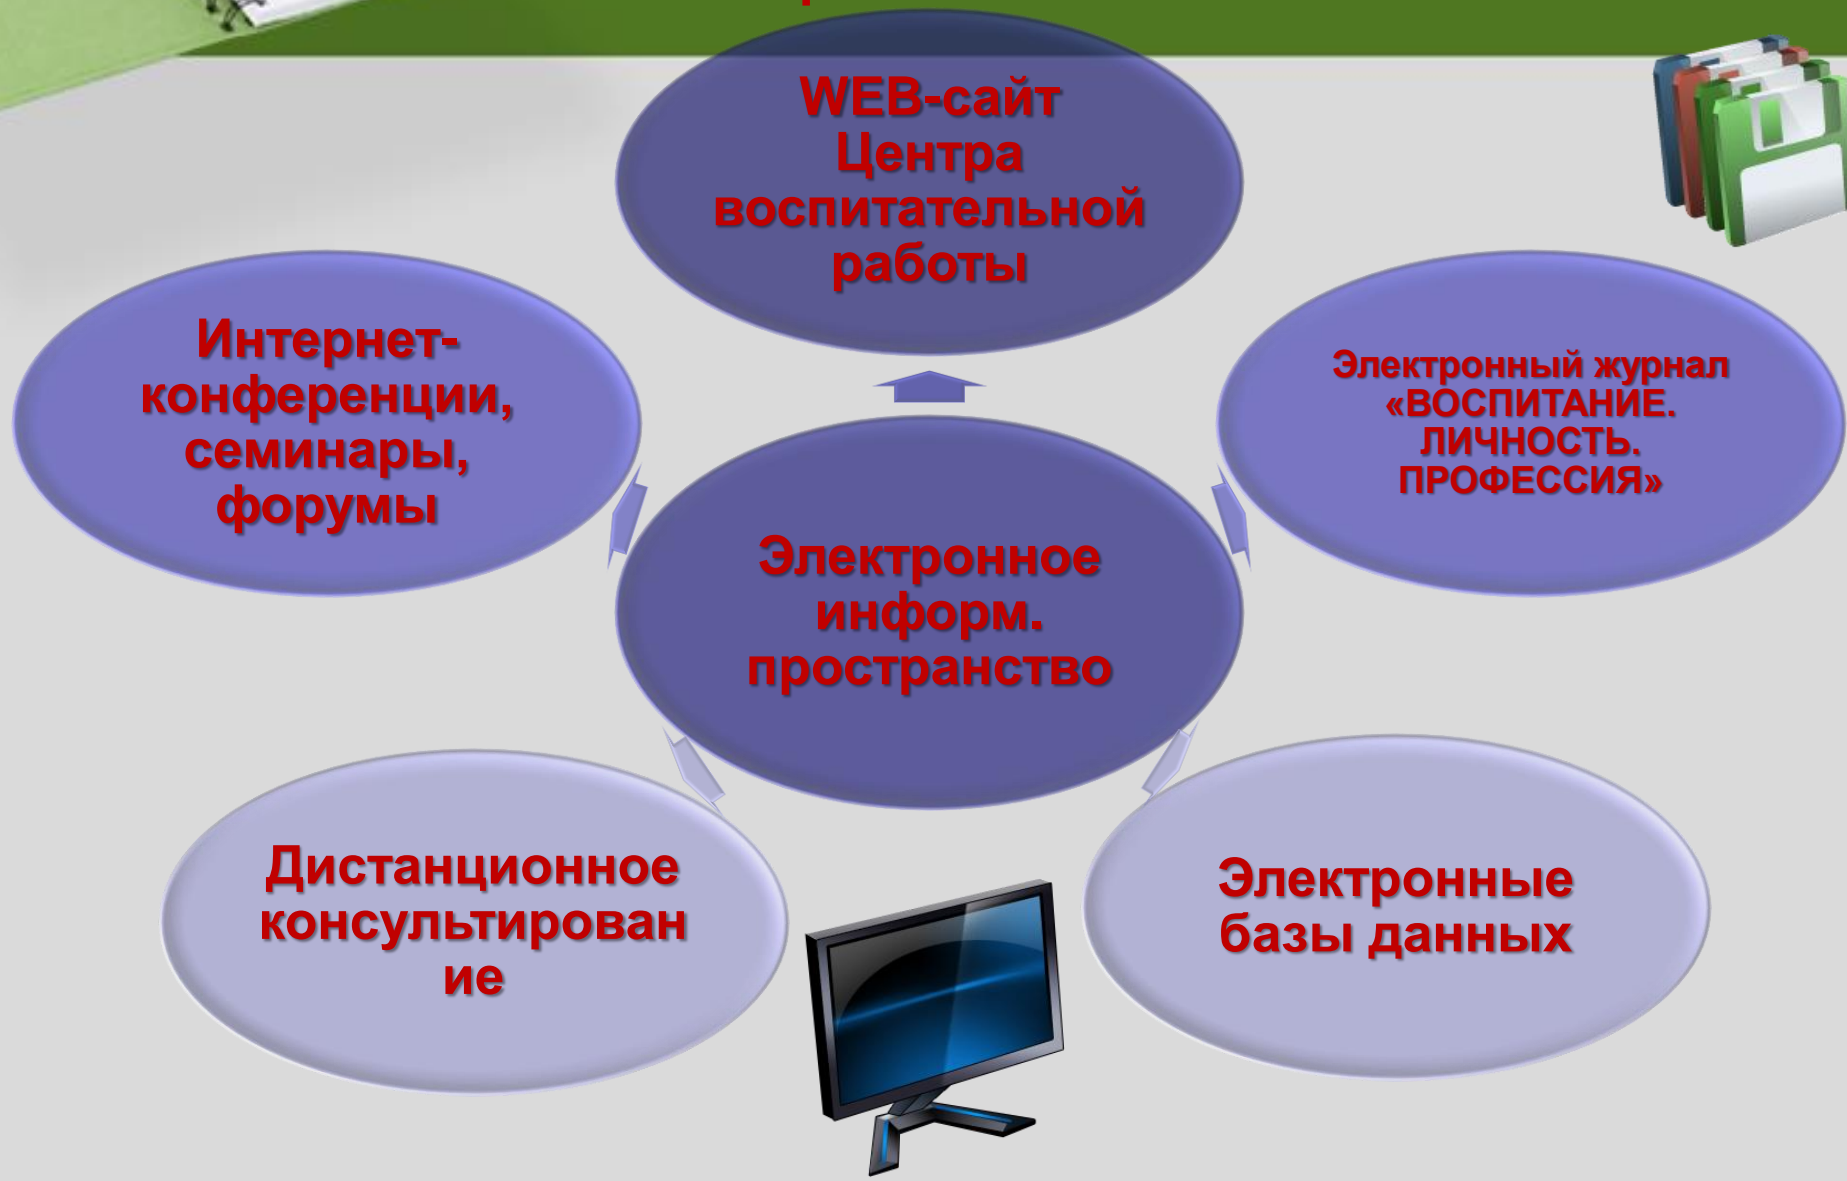 WEB-сайт
Центра
воспитательной
работы
Интернет-
конференции,
семинары,
форумы
Электронный журнал
«ВОСПИТАНИЕ.
ЛИЧНОСТЬ.
ПРОФЕССИЯ»
Электронное
информ.
пространство
Дистанционное
консультирован
ие
Электронные
базы данных